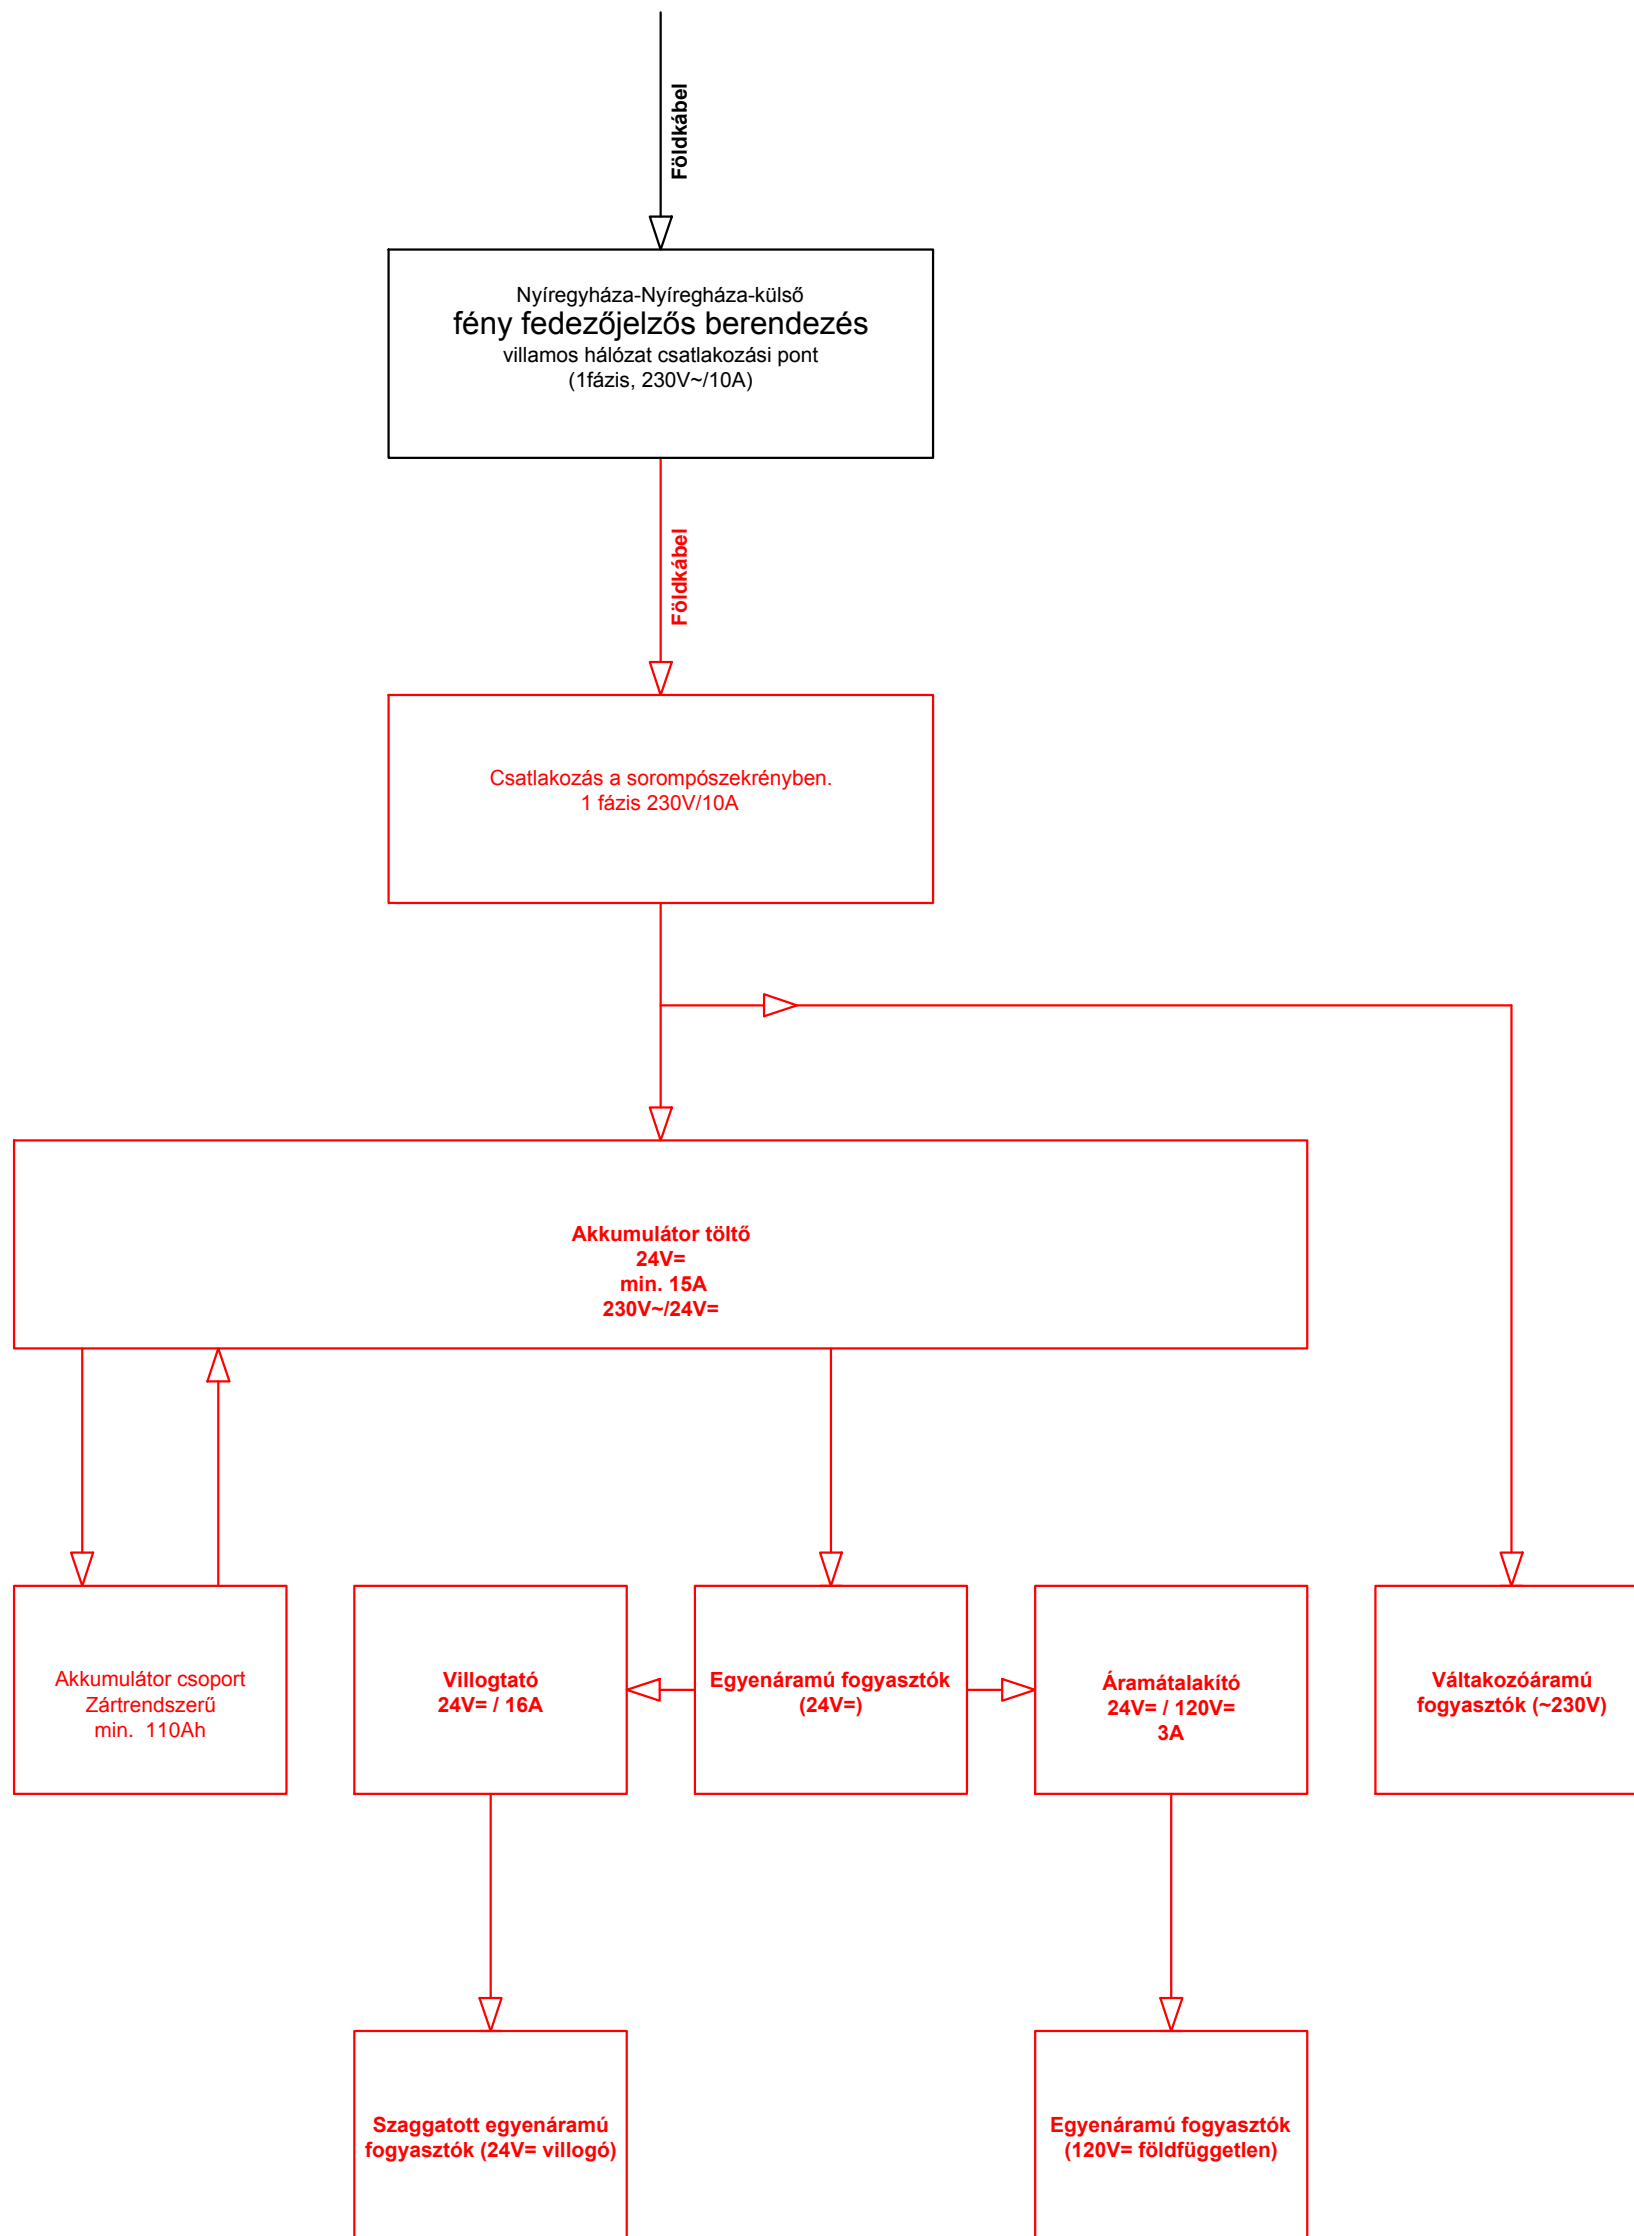 Földkábel
Nyíregyháza-Nyíregháza-külső
fény fedezőjelzős berendezés
villamos hálózat csatlakozási pont
(1fázis, 230V~/10A)
Földkábel
Csatlakozás a sorompószekrényben.
1 fázis 230V/10A
Akkumulátor töltő
24V=
min. 15A
230V~/24V=
Akkumulátor csoport
Zártrendszerű
min. 110Ah
Villogtató
24V= / 16A
Egyenáramú fogyasztók
(24V=)
Áramátalakító
24V= / 120V=
3A
Váltakozóáramú
fogyasztók (~230V)
Szaggatott egyenáramú
fogyasztók (24V= villogó)
Egyenáramú fogyasztók
(120V= földfüggetlen)